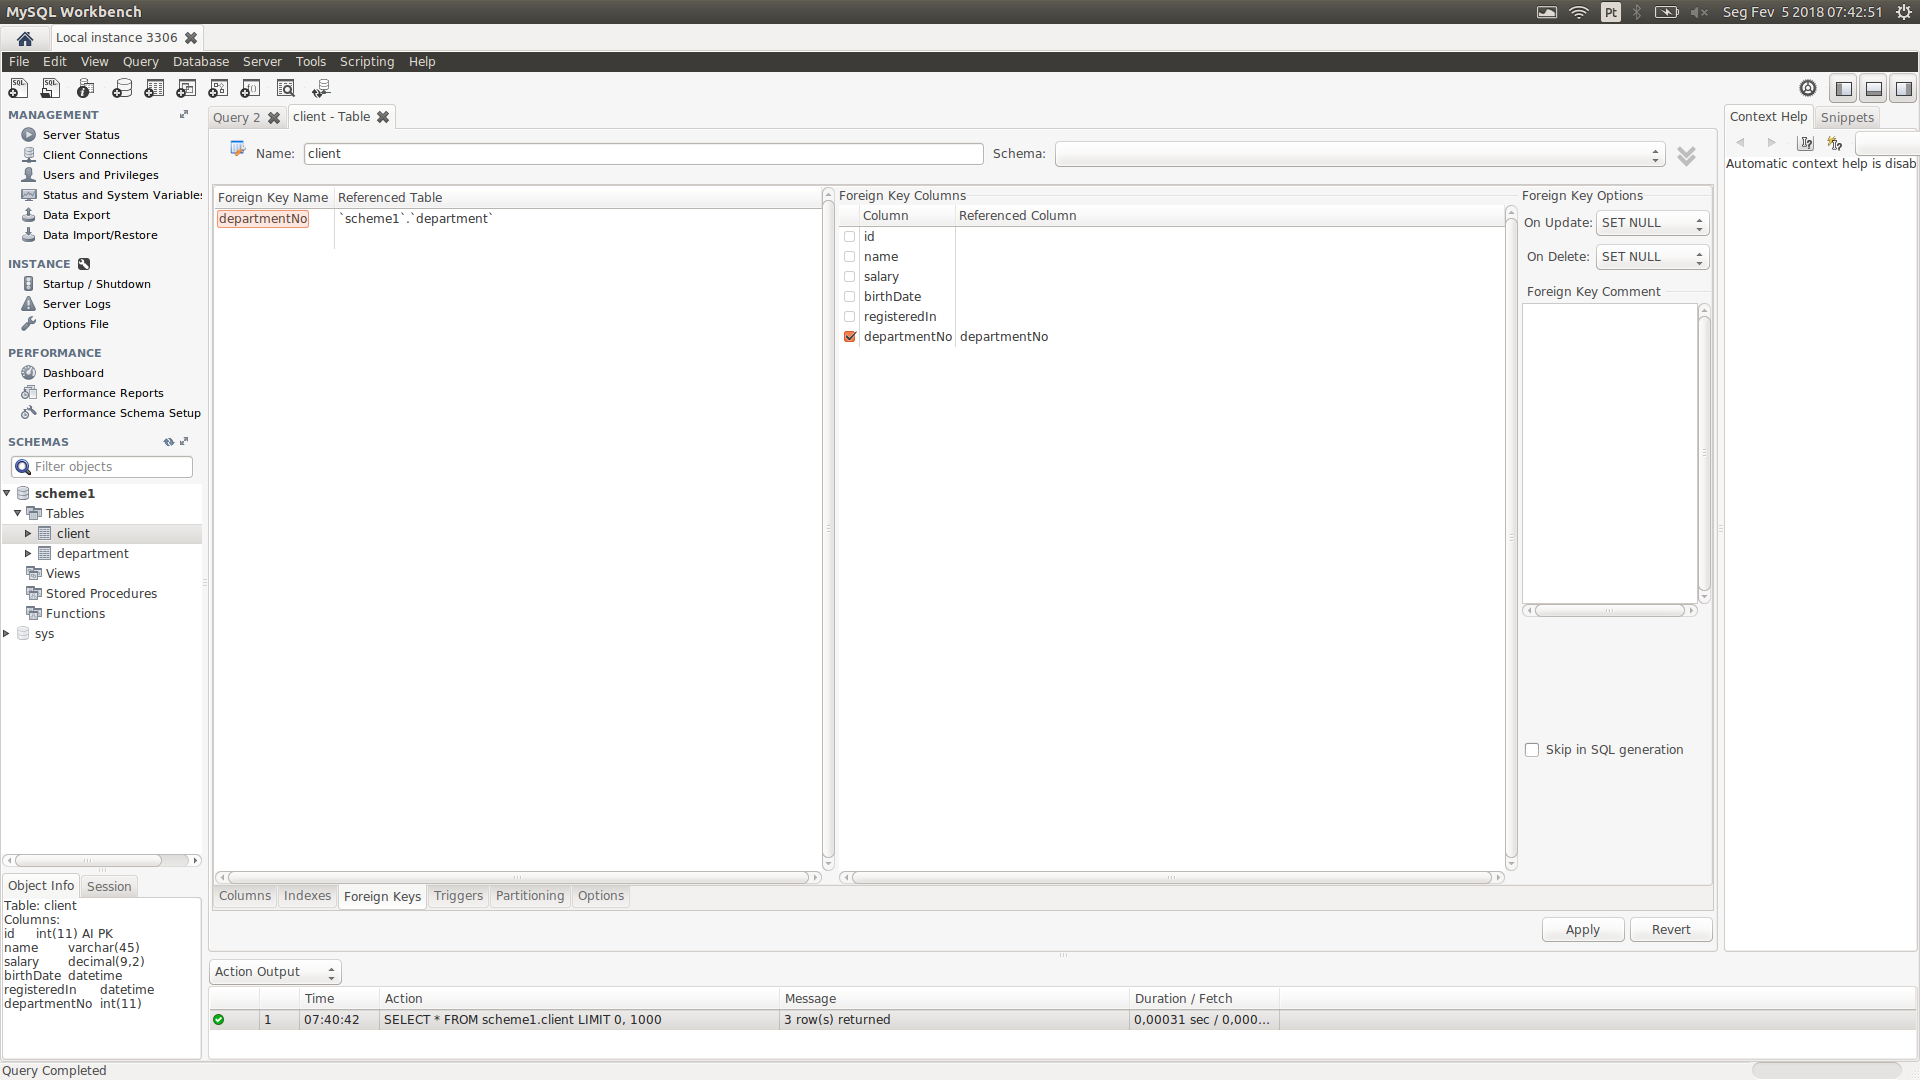 MySQL Workbench
Pt
Seg Fev 5 2018 07:42:51
Local instance 3306
File Edit View Query Database Server Tools Scripting Help
MANAGEMENT
Server Status
Client Connections
Users and Privileges
Status and System Variables
Data Export
Data Import/Restore
INSTANCE
Startup / Shutdown
Server Logs
Options File
PERFORMANCE
Dashboard
Performance Reports
Performance Schema Setup
SCHEMAS
Filter objects
scheme1
Tables
client
department
Views
Stored Procedures
Functions
sys
Object Info Session
Table: client
Columns:
id int(11) AI PK
name varchar(45)
salary decimal(9,2)
birthDate datetime
registeredIn datetime
departmentNo int(11)
Query 2 client - Table
Name: client Schema:
Foreign Key Name Referenced Table
departmentNo `scheme1`.`department`
Foreign Key Columns
Column Referenced Column
id
name
salary
birthDate
registeredIn
departmentNo departmentNo
Foreign Key Options
On Update: SET NULL
On Delete: SET NULL
Foreign Key Comment
Skip in SQL generation
Columns Indexes Foreign Keys Triggers Partitioning Options
Apply Revert
Context Help Snippets
Automatic context help is disab
Action Output
Time Action Message Duration / Fetch
1 07:40:42 SELECT * FROM scheme1.client LIMIT 0, 1000 3 row(s) returned 0,00031 sec / 0,000...
Query Completed